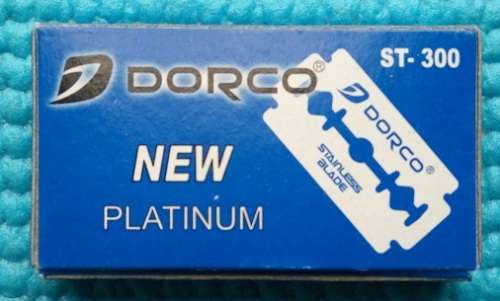 DORCO
ST- 300
NEW
PLATINUM
DORCO
STAINLESS
BLADE